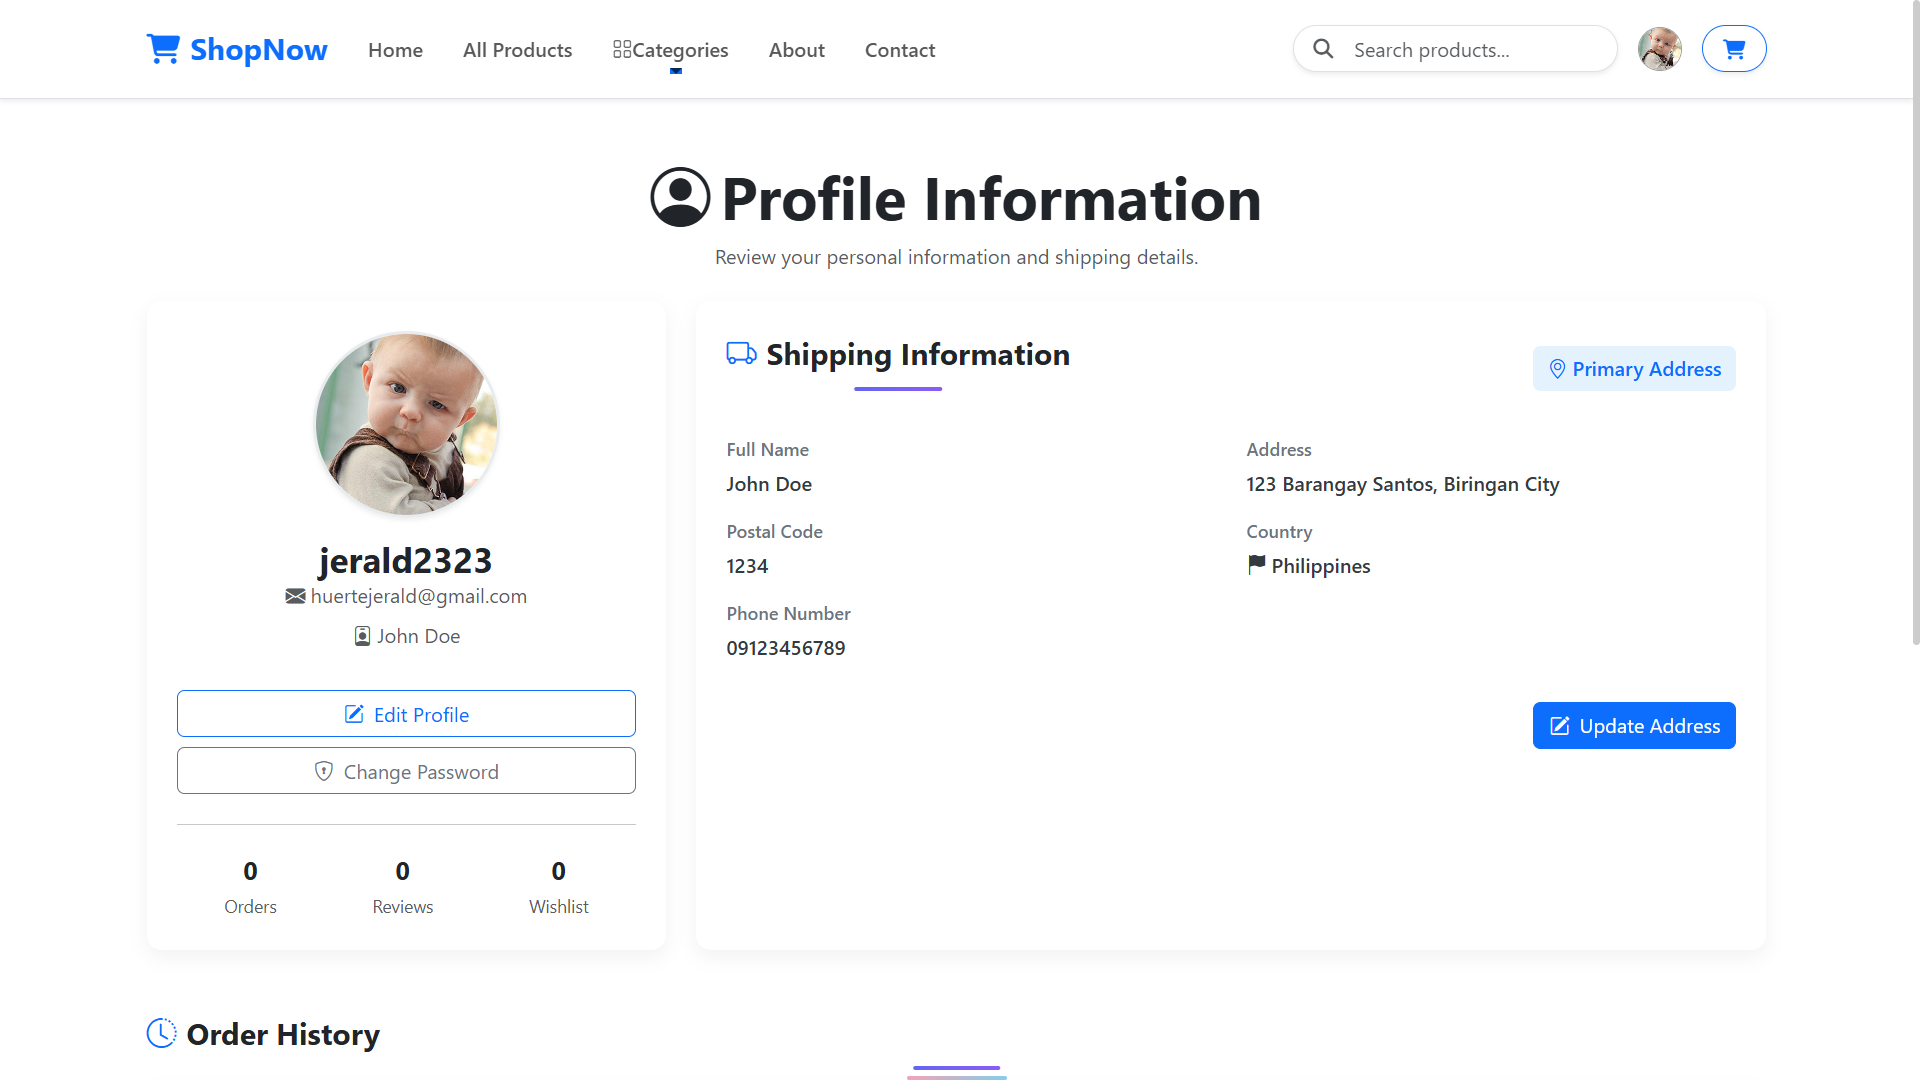 ShopNow
Home
All Products
Categories
About
Contact
Search products...
Profile Information
Review your personal information and shipping details.
jerald2323
huertejerald@gmail.com
John Doe
Edit Profile
Change Password
0 0 0
Orders Reviews Wishlist
Shipping Information
Primary Address
Full Name
John Doe
Address
123 Barangay Santos, Biringan City
Postal Code
1234
Country
Philippines
Phone Number
09123456789
Update Address
Order History